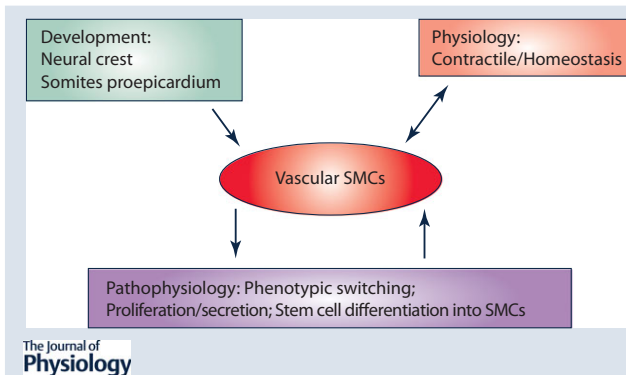 Development:
Neural crest
Somites proepicardium
Physiology:
Contractile/Homeostasis
Vascular SMCs
Pathophysiology: Phenotypic switching;
Proliferation/secretion; Stem cell differentiation into SMCs
The Journal of
Physiology